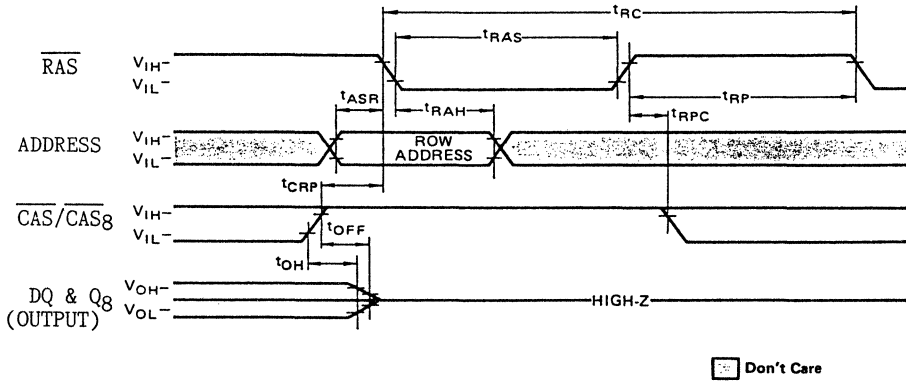 tRC
tRAS
RAS
VIH–
VIL–
tASR
tRAH
tRP
tRPC
ADDRESS
VIH–
VIL–
ROW
ADDRESS
tCRP
CAS/CAS8
VIH–
VIL–
tOFF
tOH
DQ & Q8
(OUTPUT)
VOH–
VOL–
HIGH-Z
Don't Care